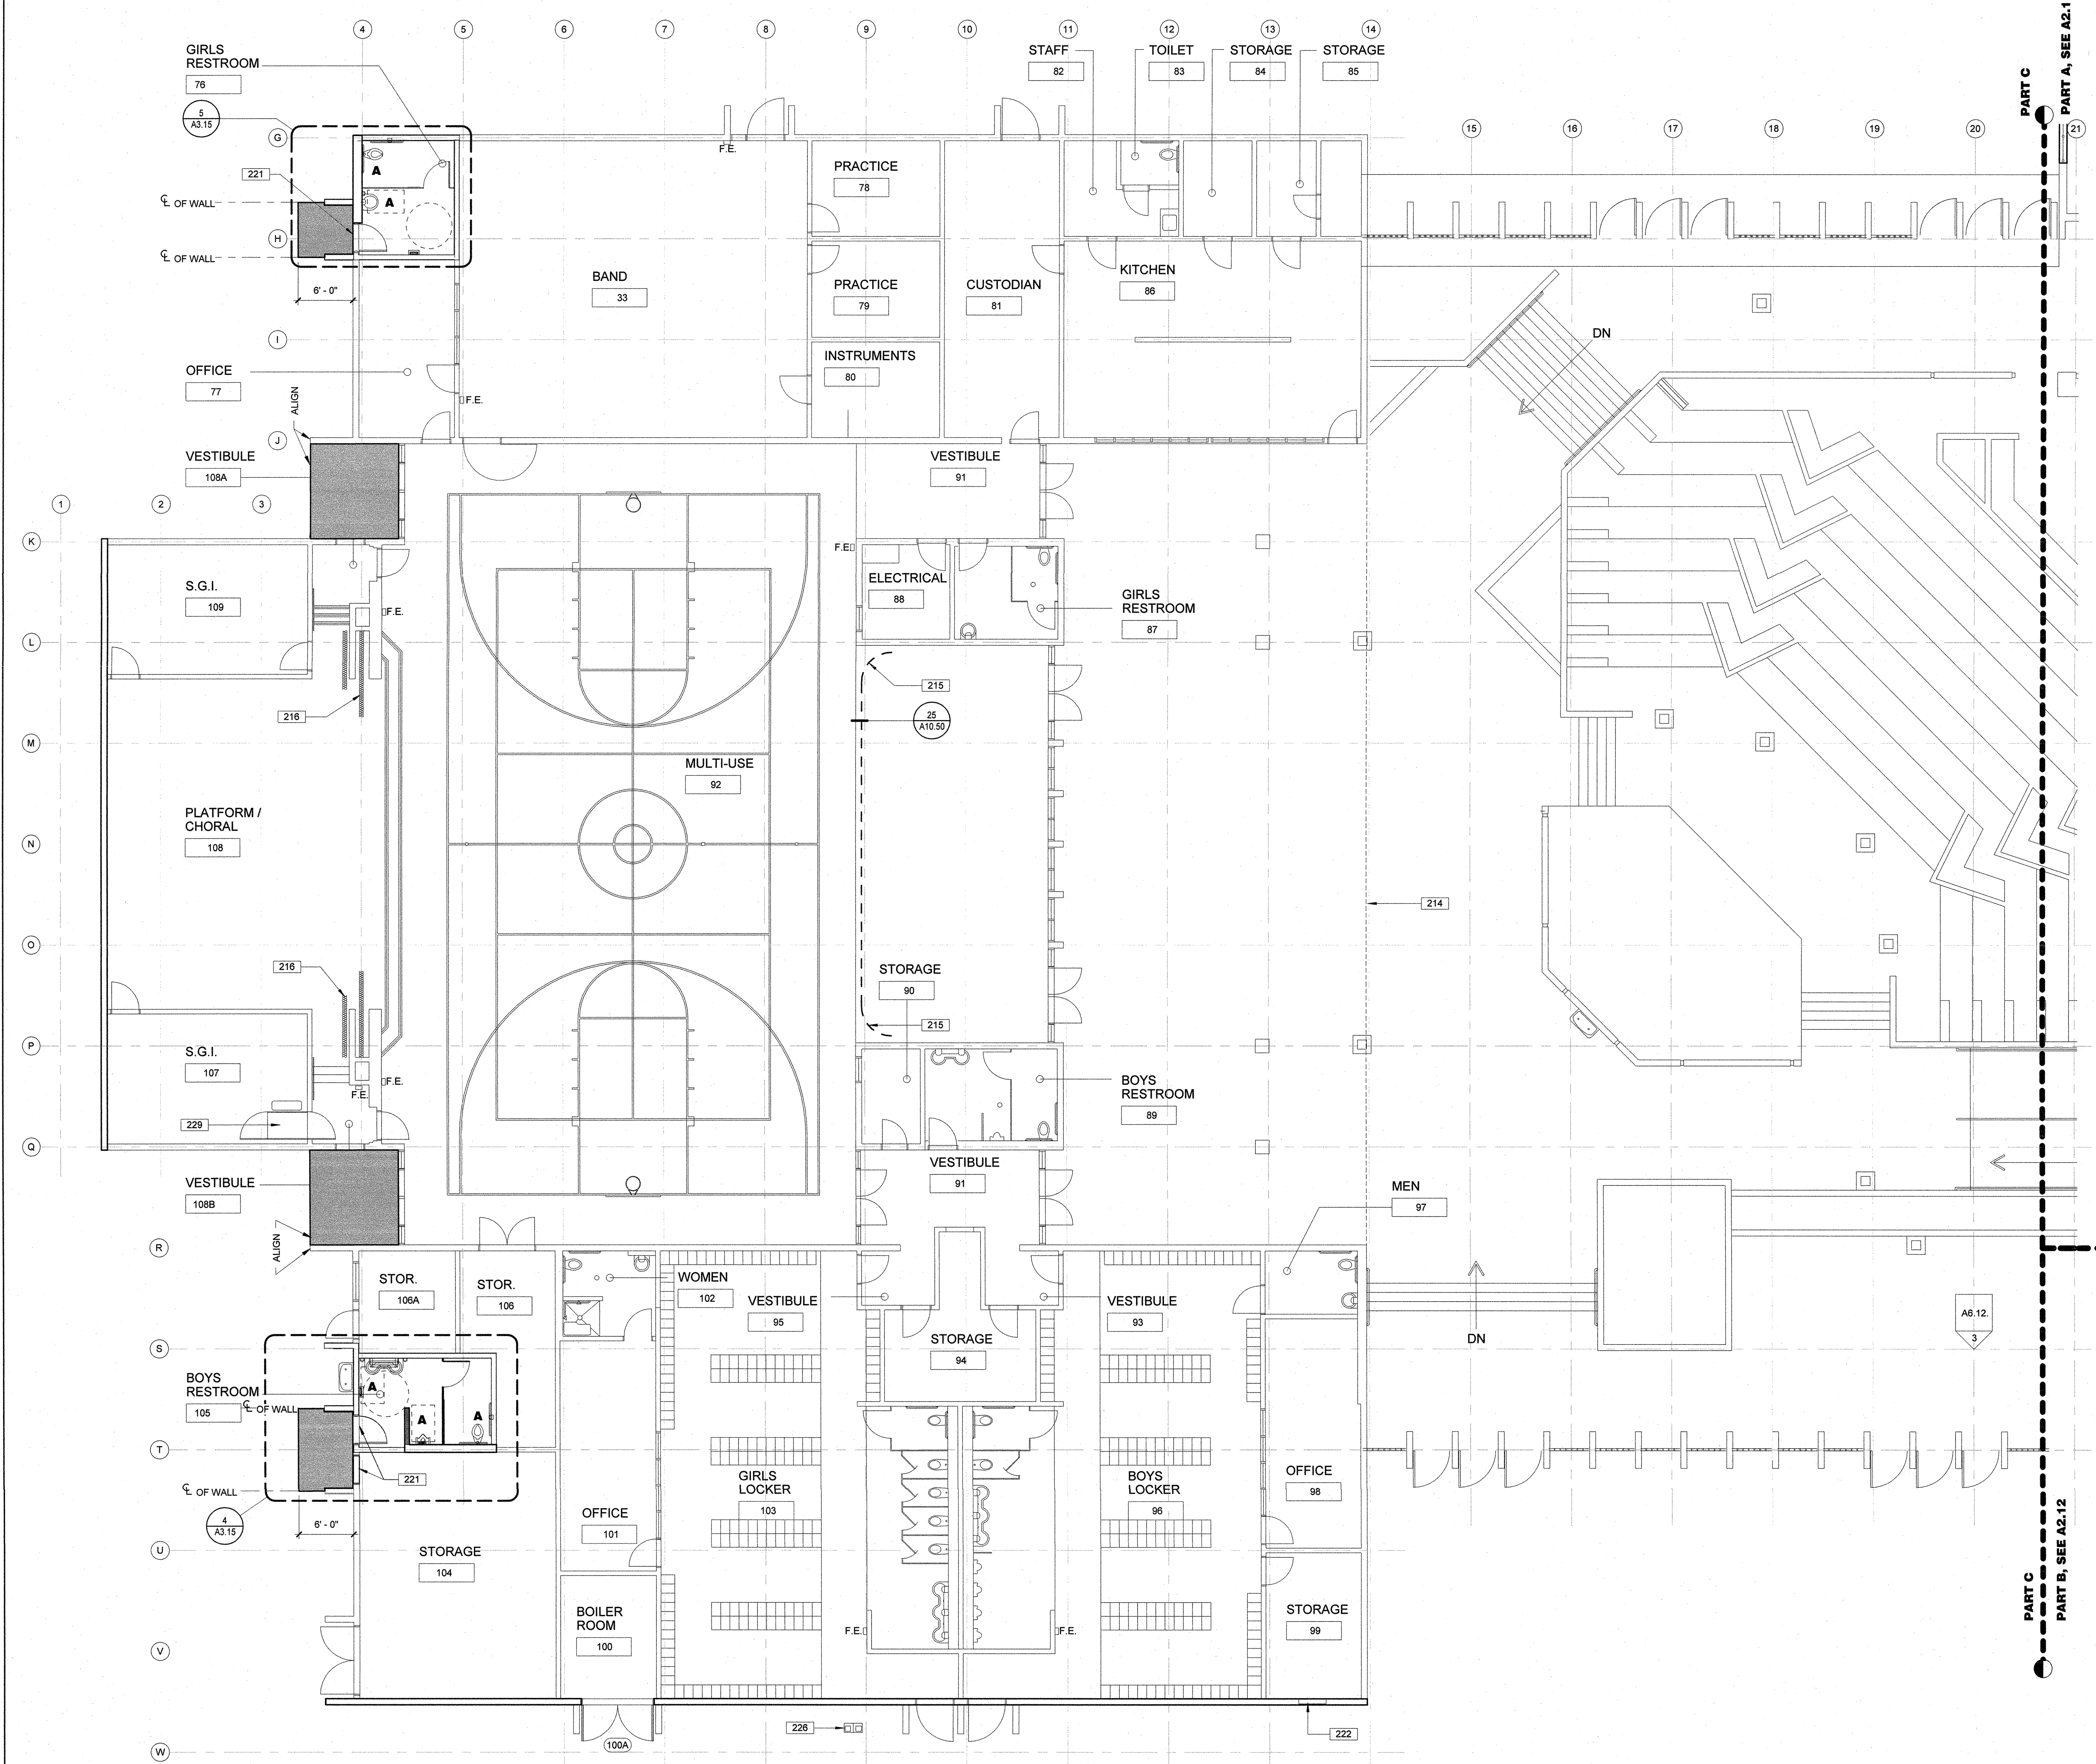 4
5
6
7
8
9
10
11
12
13
14
GIRLS
RESTROOM
76
5
A3.15
STAFF
82
TOILET
83
STORAGE
84
STORAGE
85
PART C
PART A, SEE A2.1
15
16
17
18
19
20
21
G
F.E.
A
221
PRACTICE
78
℄ OF WALL
A
H
℄ OF WALL
6' - 0"
BAND
33
PRACTICE
79
CUSTODIAN
81
KITCHEN
86
DN
I
OFFICE
77
INSTRUMENTS
80
ALIGN
F.E.
J
VESTIBULE
108A
VESTIBULE
91
1
2
3
K
F.E.
S.G.I.
109
F.E.
ELECTRICAL
88
GIRLS
RESTROOM
87
L
215
216
25
A10.50
M
MULTI-USE
92
PLATFORM /
CHORAL
108
N
214
O
216
STORAGE
90
215
P
S.G.I.
107
F.E.
F.E.
BOYS
RESTROOM
89
229
Q
VESTIBULE
108B
VESTIBULE
91
MEN
97
ALIGN
R
STOR.
106A
STOR.
106
WOMEN
102
VESTIBULE
95
VESTIBULE
93
A6.12.
3
DN
STORAGE
94
S
BOYS
RESTROOM
105
A
℄ OF WALL
A
A
T
221
℄ OF WALL
GIRLS
LOCKER
103
BOYS
LOCKER
96
OFFICE
98
4
A3.15
6' - 0"
OFFICE
101
U
STORAGE
104
BOILER
ROOM
100
STORAGE
99
F.E.
F.E.
V
PART C
PART B, SEE A2.12
226
222
100A
W